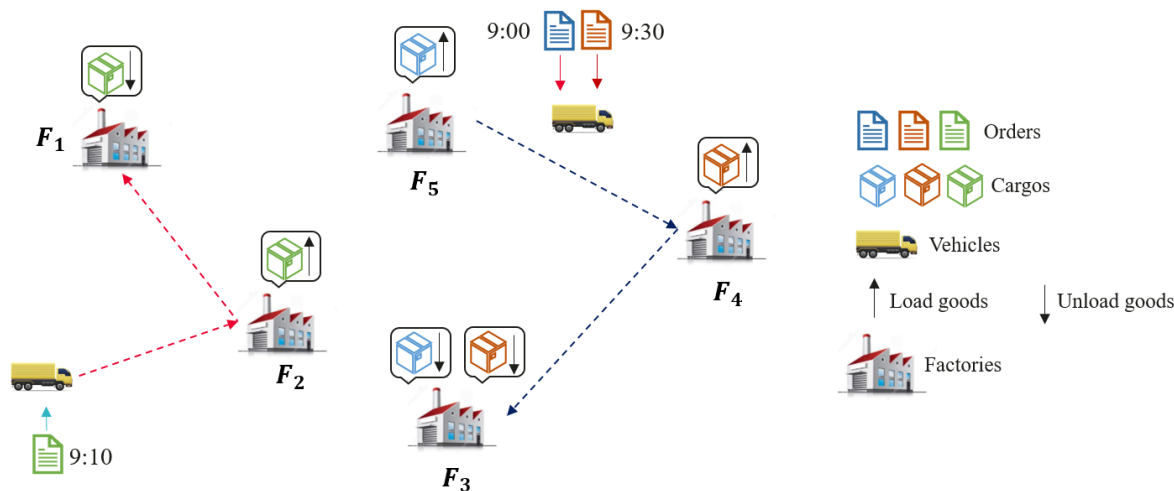 9:00
9:30
F1
F5
Orders
Cargos
F4
Vehicles
F2
Load goods
Unload goods
Factories
9:10
F3